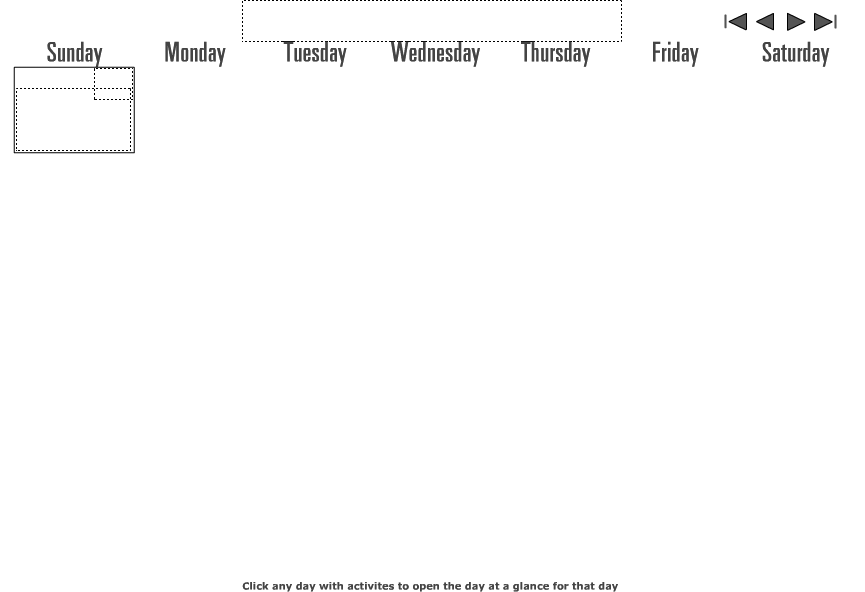 Sunday Monday Tuesday Wednesday Thursday Friday Saturday
Click any day with activites to open the day at a glance for that day